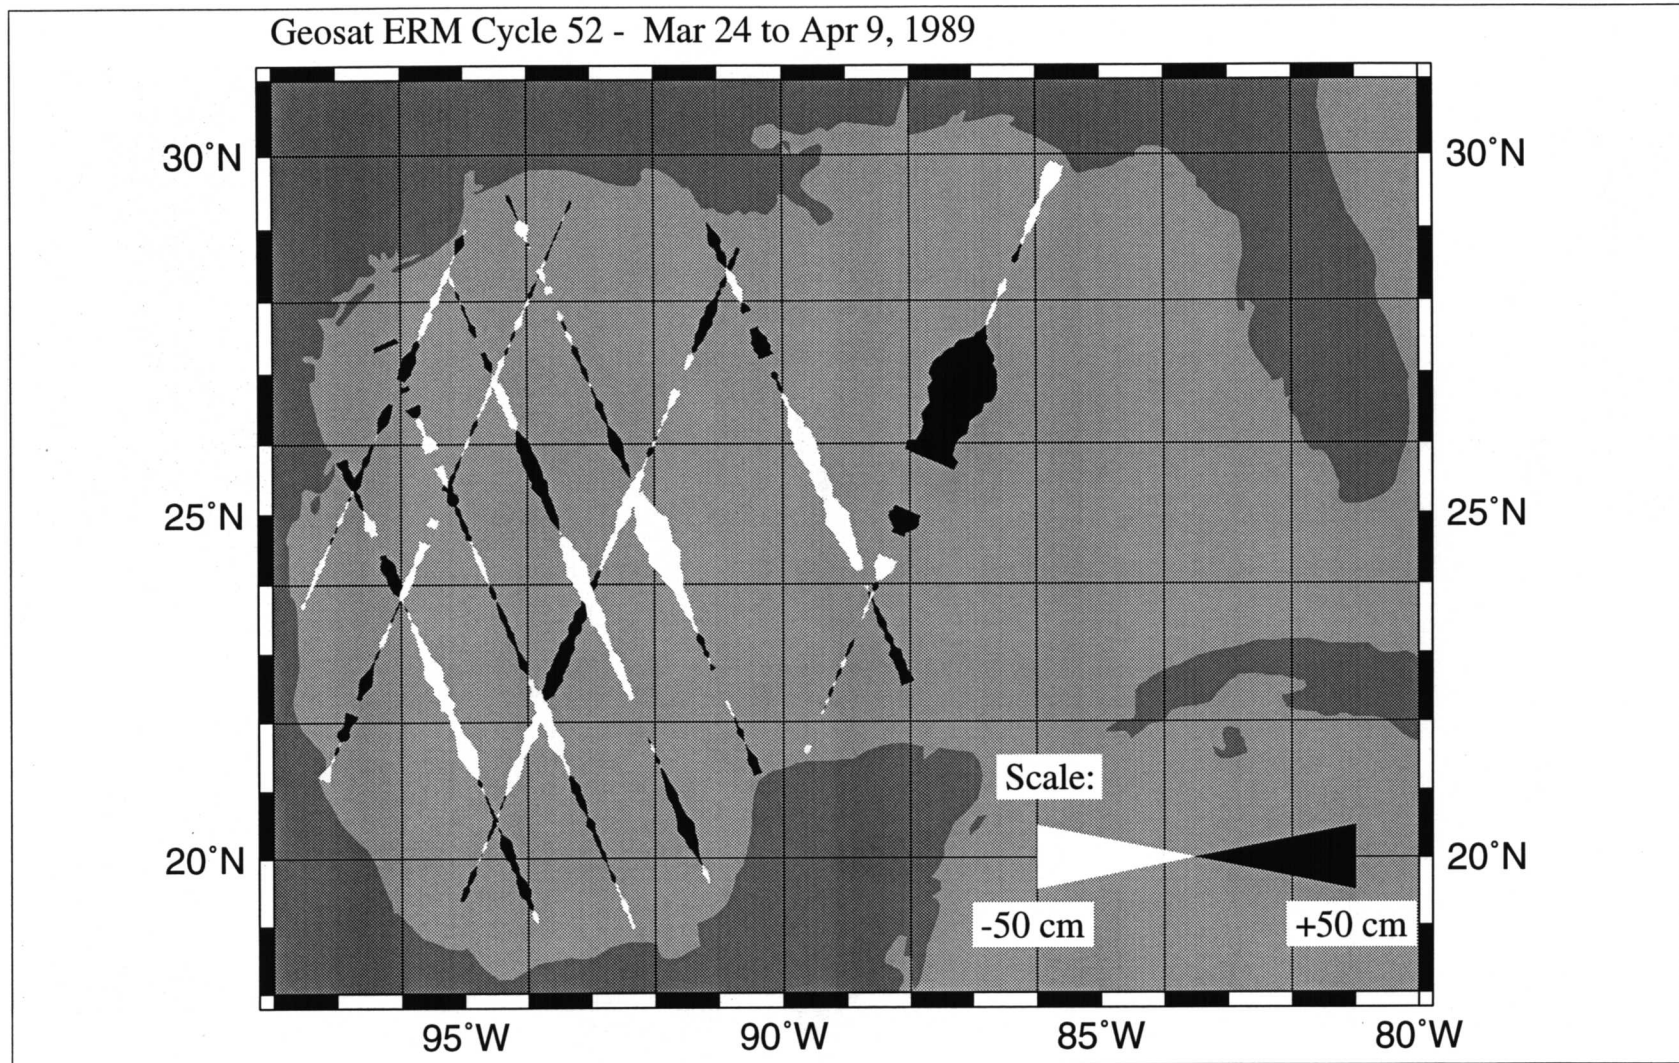 Geosat ERM Cycle 52 - Mar 24 to Apr 9, 1989
30˚N
30˚N
25˚N
25˚N
Scale:
20˚N
20˚N
-50 cm
+50 cm
95˚W
90˚W
85˚W
80˚W